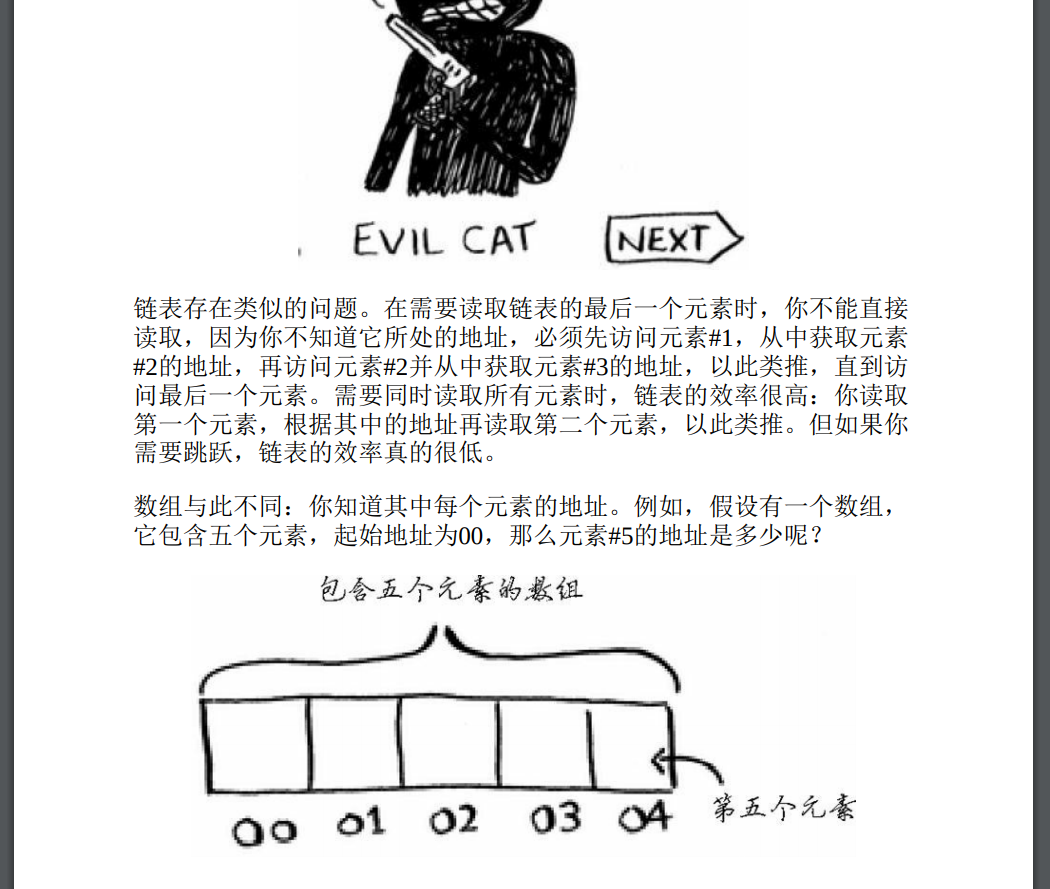 EVIL CAT
NEXT
链表存在类似的问题。在需要读取链表的最后一个元素时，你不能直接
读取，因为你不知道它所处的地址，必须先访问元素#1，从中获取元素
#2的地址，再访问元素#2并从中获取元素#3的地址，以此类推，直到访
问最后一个元素。需要同时读取所有元素时，链表的效率很高：你读取
第一个元素，根据其中的地址再读取第二个元素，以此类推。但如果你
需要跳跃，链表的效率真的很低。
数组与此不同：你知道其中每个元素的地址。例如，假设有一个数组，
它包含五个元素，起始地址为00，那么元素#5的地址是多少呢？
包含五个元素的数组
00 01 02 03 04
第五个元素